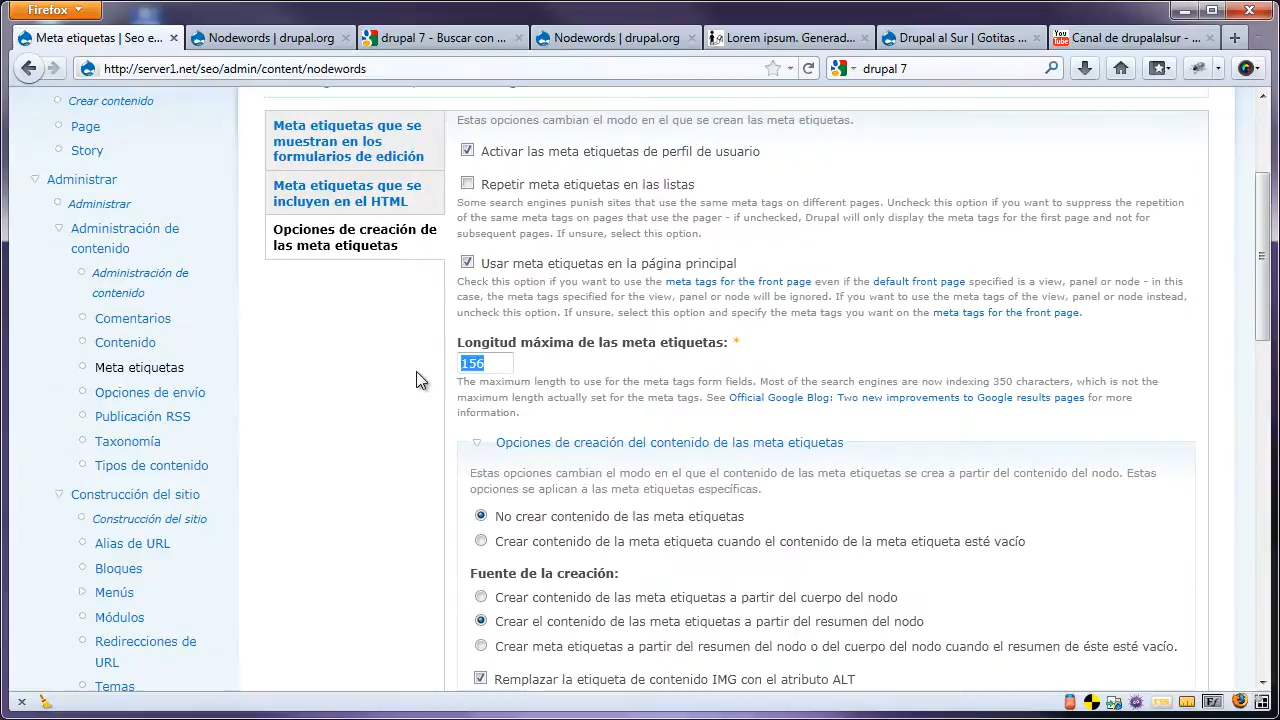 Firefox
Meta etiquetas | Seo e...
Nodewords | drupal.org
drupal 7 - Buscar con ...
Nodewords | drupal.org
Lorem ipsum. Generad...
Drupal al Sur | Gotitas ...
You Tube
Canal de drupalalsur - ...
http://server1.net/seo/admin/content/nodewords
drupal 7
Crear contenido
Page
Story
Administrar
Administrar
Administración de
contenido
Administración de
contenido
Comentarios
Contenido
Meta etiquetas
Opciones de envío
Publicación RSS
Taxonomía
Tipos de contenido
Construcción del sitio
Construcción del sitio
Alias de URL
Bloques
Menús
Módulos
Redirecciones de
URL
Temas
Meta etiquetas que se
muestran en los
formularios de edición
Meta etiquetas que se
incluyen en el HTML
Opciones de creación de
las meta etiquetas
Estas opciones cambian el modo en el que se crean las meta etiquetas.
Activar las meta etiquetas de perfil de usuario
Repetir meta etiquetas en las listas
Some search engines punish sites that use the same meta tags on different pages. Uncheck this option if you want to suppress the repetition
of the same meta tags on pages that use the pager - if unchecked, Drupal will only display the meta tags for the first page and not for
subsequent pages. If unsure, select this option.
Usar meta etiquetas en la página principal
Check this option if you want to use the meta tags for the front page even if the default front page specified is a view, panel or node - in this
case, the meta tags specified for the view, panel or node will be ignored. If you want to use the meta tags of the view, panel or node instead,
uncheck this option. If unsure, select this option and specify the meta tags you want on the meta tags for the front page.
Longitud máxima de las meta etiquetas: *
156
The maximum length to use for the meta tags form fields. Most of the search engines are now indexing 350 characters, which is not the
maximum length actually set for the meta tags. See Official Google Blog: Two new improvements to Google results pages for more
information.
Opciones de creación del contenido de las meta etiquetas
Estas opciones cambian el modo en el que el contenido de las meta etiquetas se crea a partir del contenido del nodo. Estas
opciones se aplican a las meta etiquetas específicas.
No crear contenido de las meta etiquetas
Crear contenido de la meta etiqueta cuando el contenido de la meta etiqueta esté vacío
Fuente de la creación:
Crear contenido de las meta etiquetas a partir del cuerpo del nodo
Crear el contenido de las meta etiquetas a partir del resumen del nodo
Crear meta etiquetas a partir del resumen del nodo o del cuerpo del nodo cuando el resumen de éste esté vacío.
Remplazar la etiqueta de contenido IMG con el atributo ALT
CSS